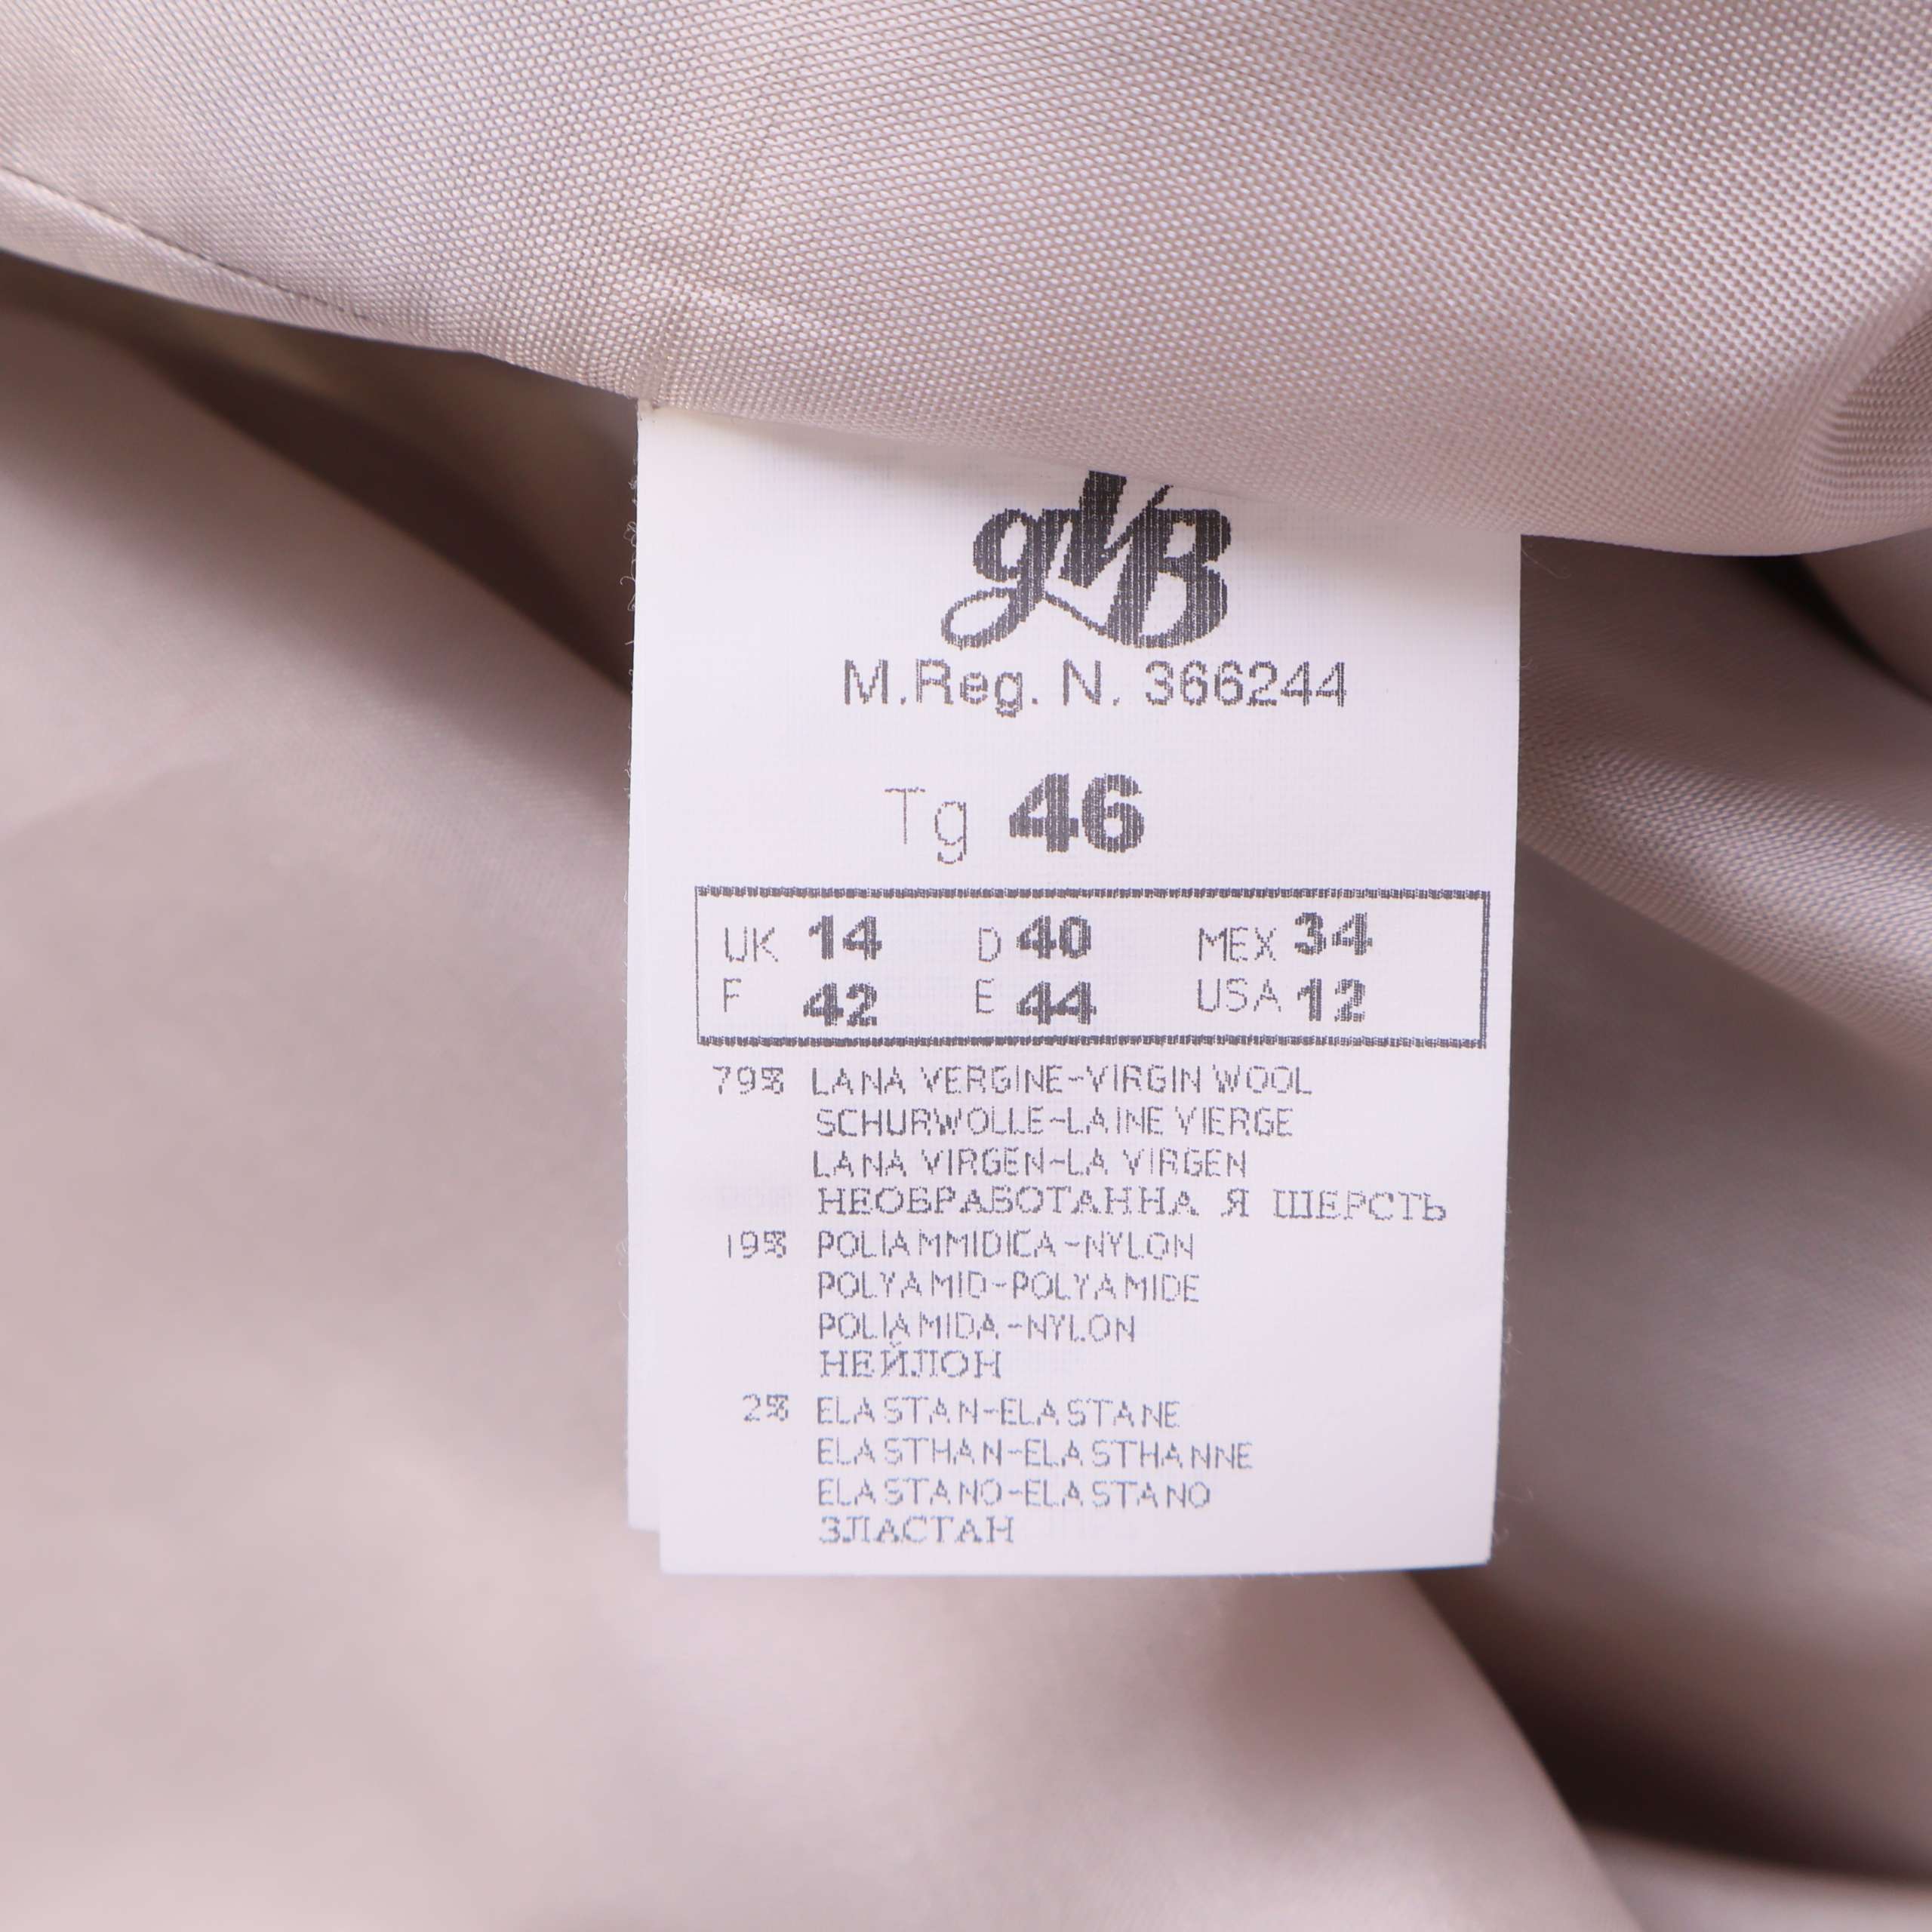 gVB
M.Reg. N. 366244
Tg 46
UK 14 D 40 MEX 34
F 42 E 44 USA 12
79% LANA VERGINE-VIRGIN WOOL
SCHURWOLLE-LAINE VIERGE
LANA VIRGEN-LA VIRGEN
НЕОБРАБОТАННА Я ШЕРСТЬ
19% POLIAMMIDICA-NYLON
POLYAMID-POLYAMIDE
POLIAMIDA-NYLON
НЕЙЛОН
2% ELASTAN-ELASTANE
ELASTHAN-ELASTHANNE
ELASTANO-ELASTANO
ЗЛАСТАН